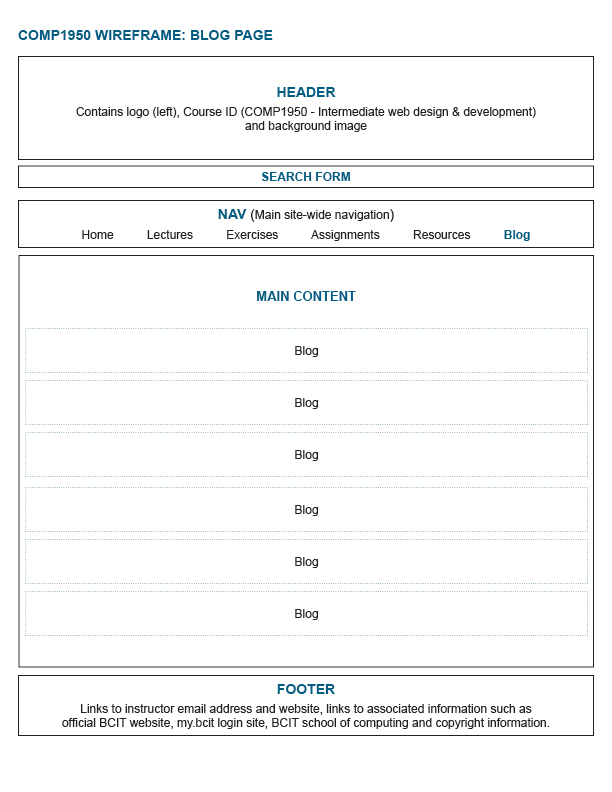 COMP1950 WIREFRAME: BLOG PAGE
HEADER
Contains logo (left), Course ID (COMP1950 - Intermediate web design & development)
and background image
SEARCH FORM
NAV (Main site-wide navigation)
Home Lectures Exercises Assignments Resources Blog
MAIN CONTENT
Blog
Blog
Blog
Blog
Blog
Blog
FOOTER
Links to instructor email address and website, links to associated information such as
official BCIT website, my.bcit login site, BCIT school of computing and copyright information.